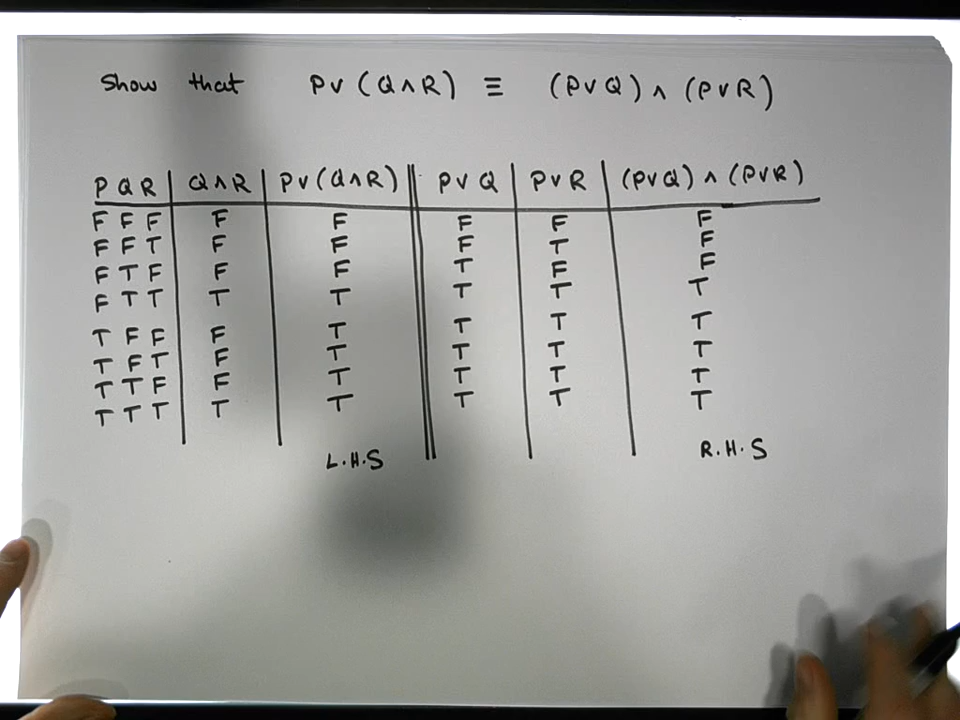 Show that P∨(Q∧R) ≡ (P∨Q)∧(P∨R)
P Q R | Q∧R | P∨(Q∧R) || P∨Q | P∨R | (P∨Q)∧(P∨R)
F F F | F | F || F | F | F
F F T | F | F || F | T | F
F T F | F | F || T | F | F
F T T | T | T || T | T | T
T F F | F | T || T | T | T
T F T | F | T || T | T | T
T T F | F | T || T | T | T
T T T | T | T || T | T | T
L.H.S R.H.S